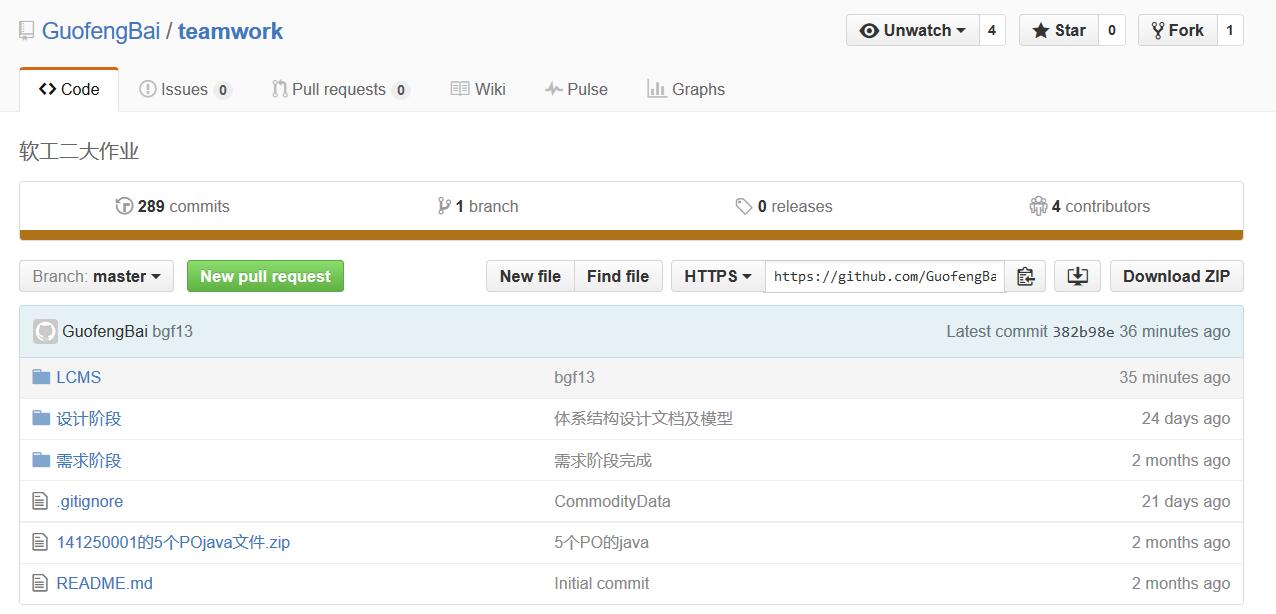 GuofengBai / teamwork
Unwatch 4 Star 0 Fork 1
Code Issues 0 Pull requests 0 Wiki Pulse Graphs
软工二大作业
289 commits 1 branch 0 releases 4 contributors
Branch: master New pull request New file Find file HTTPS https://github.com/GuofengBa Download ZIP
GuofengBai bgf13 Latest commit 382b98e 36 minutes ago
LCMS bgf13 35 minutes ago
设计阶段 体系结构设计文档及模型 24 days ago
需求阶段 需求阶段完成 2 months ago
.gitignore CommodityData 21 days ago
141250001的5个POjava文件.zip 5个PO的java 2 months ago
README.md Initial commit 2 months ago